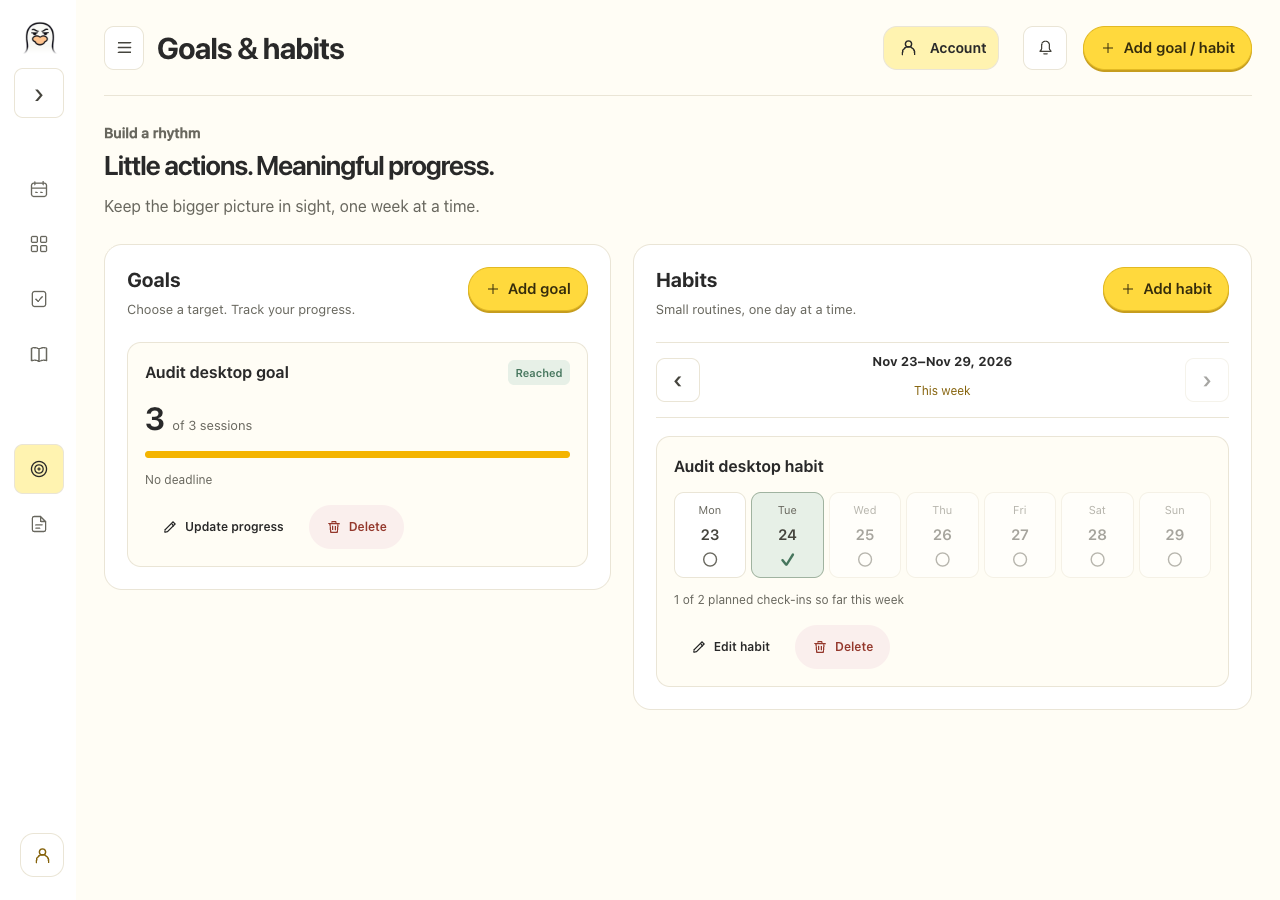 Goals & habits
Account
Add goal / habit
Build a rhythm
Little actions. Meaningful progress.
Keep the bigger picture in sight, one week at a time.
Goals
Add goal
Choose a target. Track your progress.
Audit desktop goal
Reached
3 of 3 sessions
No deadline
Update progress
Delete
Habits
Add habit
Small routines, one day at a time.
Nov 23–Nov 29, 2026
This week
Audit desktop habit
Mon Tue Wed Thu Fri Sat Sun
23 24 25 26 27 28 29
1 of 2 planned check-ins so far this week
Edit habit
Delete